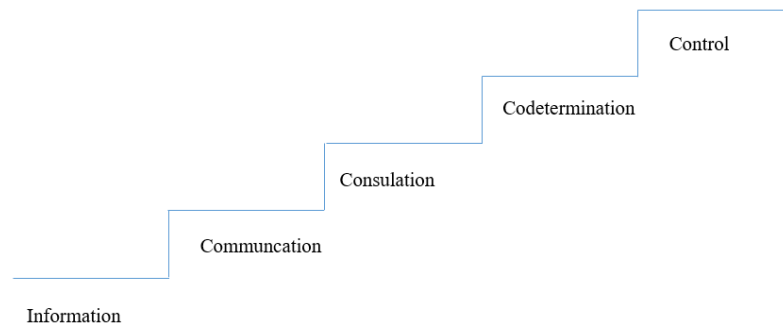 Control
Codetermination
Consulation
Communcation
Information